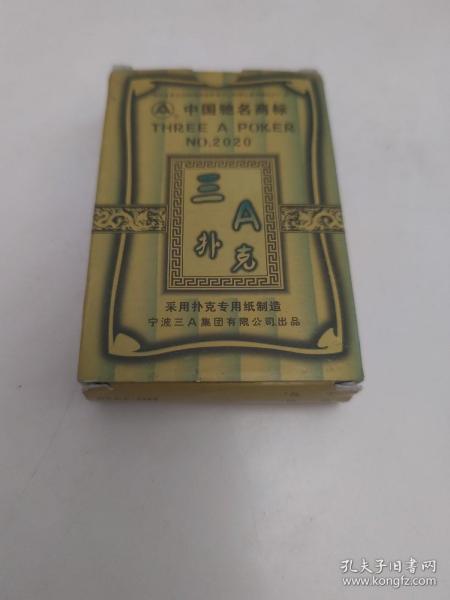 中国驰名商标
THREE A POKER
NO.2020
三A
扑克
采用扑克专用纸制造
宁波三A集团有限公司出品
孔夫子旧书网
www.kongfz.com